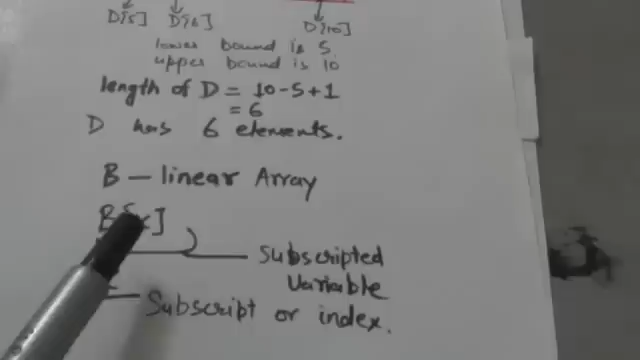 D[5] D[6] D[10]
lower bound is 5.
upper bound is 10
length of D = 10-5+1
= 6
D has 6 elements.
B - linear Array
B[K]
Subscripted
Variable
Subscript or index.